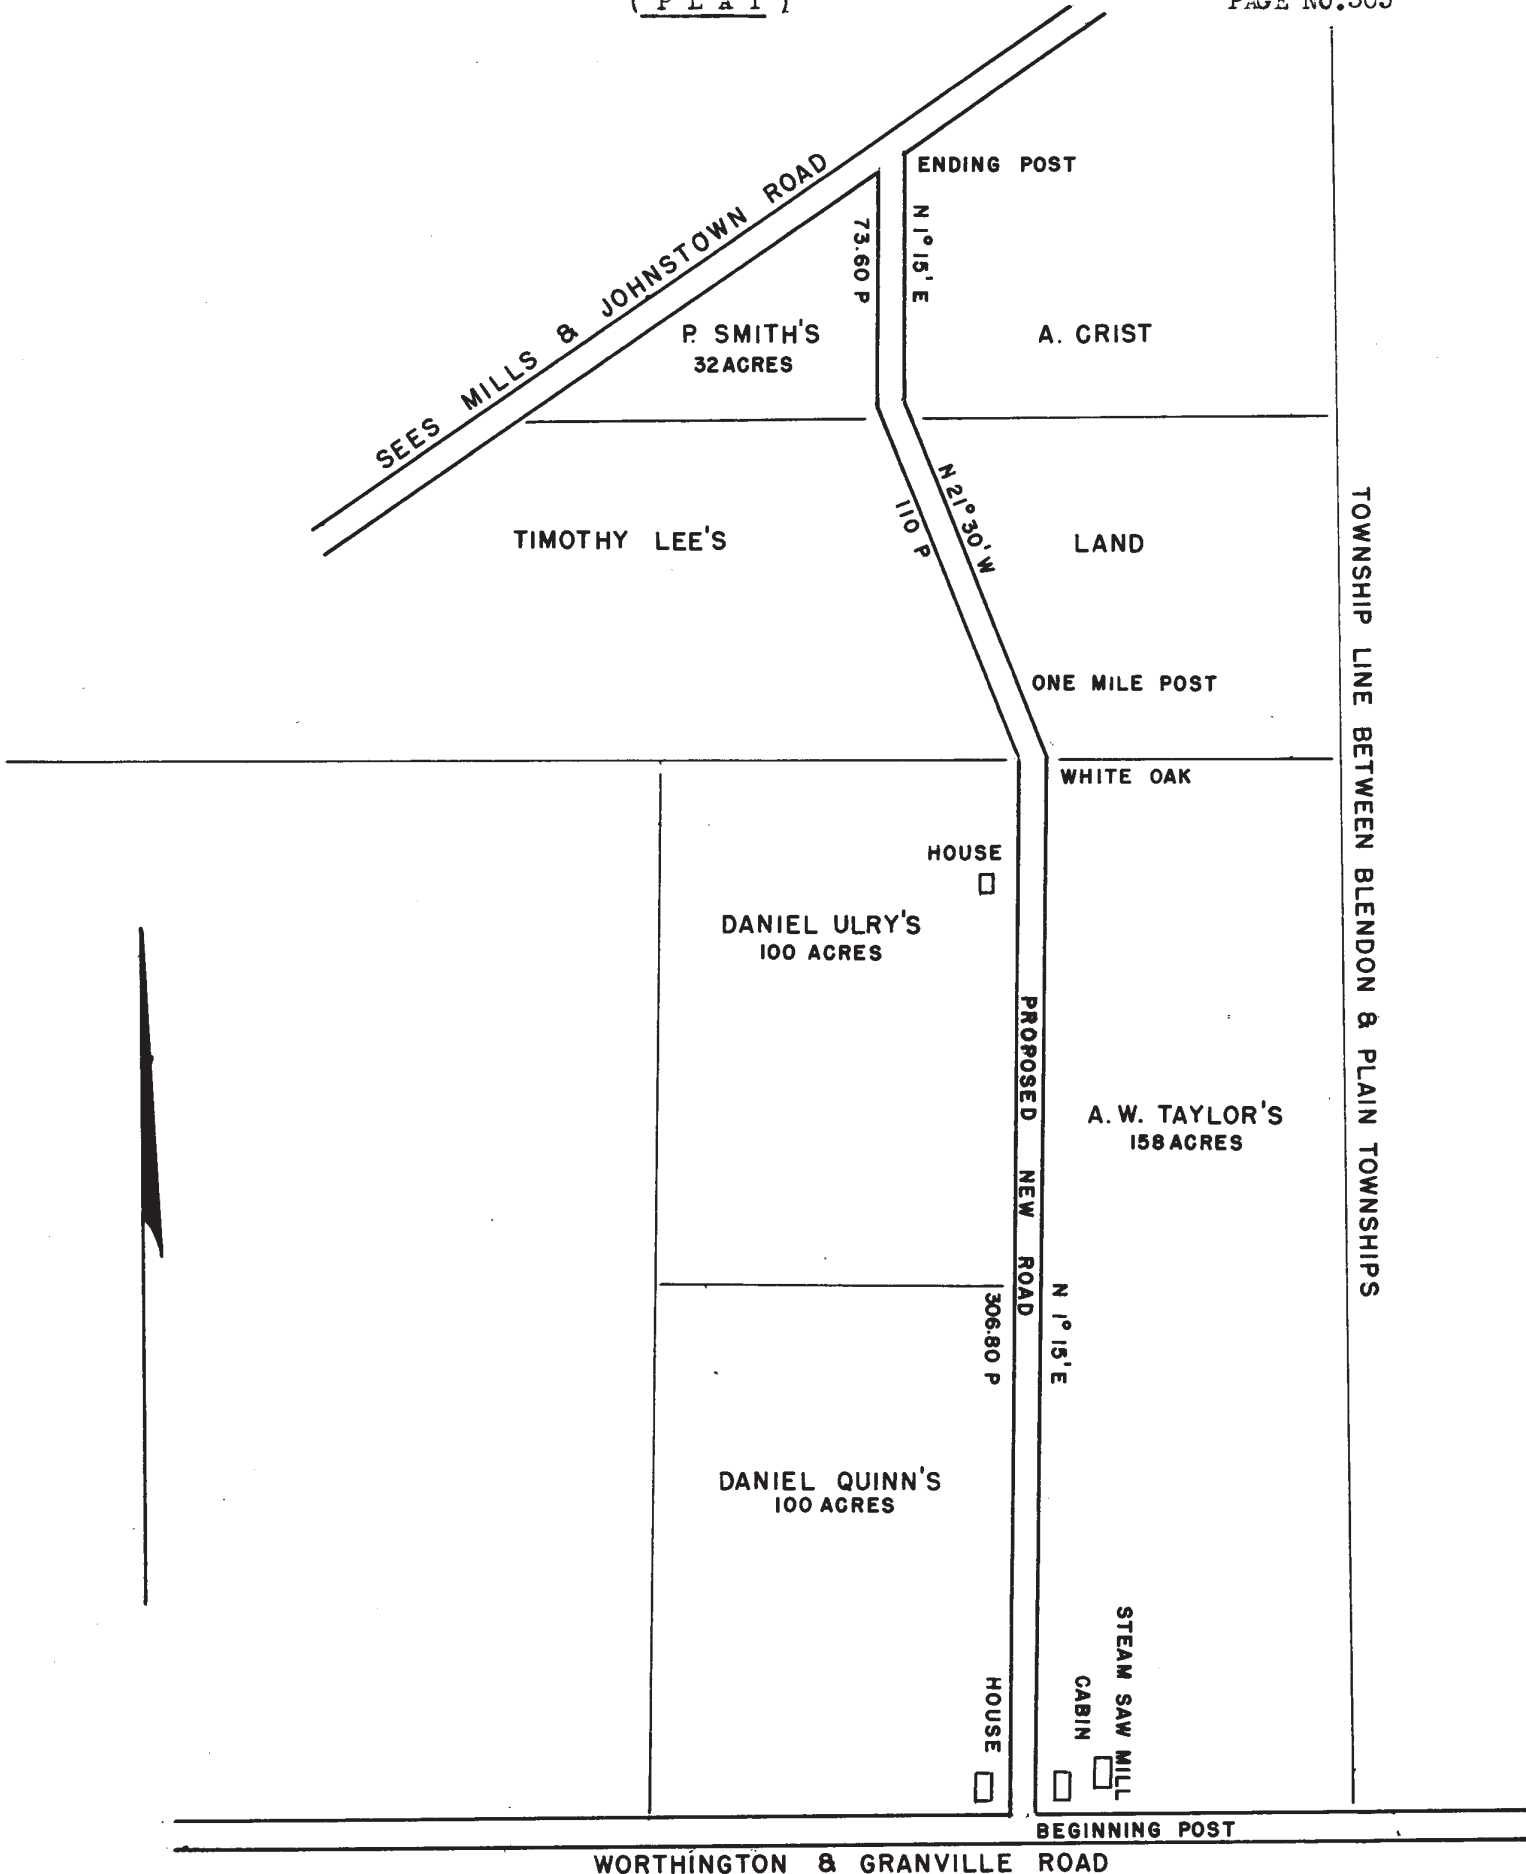 ( P L A T )
PAGE NO.305
SEES MILLS & JOHNSTOWN ROAD
ENDING POST
N 1° 15' E
73.60 P
P. SMITH'S
32 ACRES
A. CRIST
N 21° 30' W
110 P
TIMOTHY LEE'S
LAND
ONE MILE POST
WHITE OAK
TOWNSHIP LINE BETWEEN BLENDON & PLAIN TOWNSHIPS
HOUSE
DANIEL ULRY'S
100 ACRES
PROPOSED NEW ROAD
A. W. TAYLOR'S
158 ACRES
N 1° 15' E
306.80 P
DANIEL QUINN'S
100 ACRES
HOUSE
CABIN
STEAM SAW MILL
BEGINNING POST
WORTHINGTON & GRANVILLE ROAD